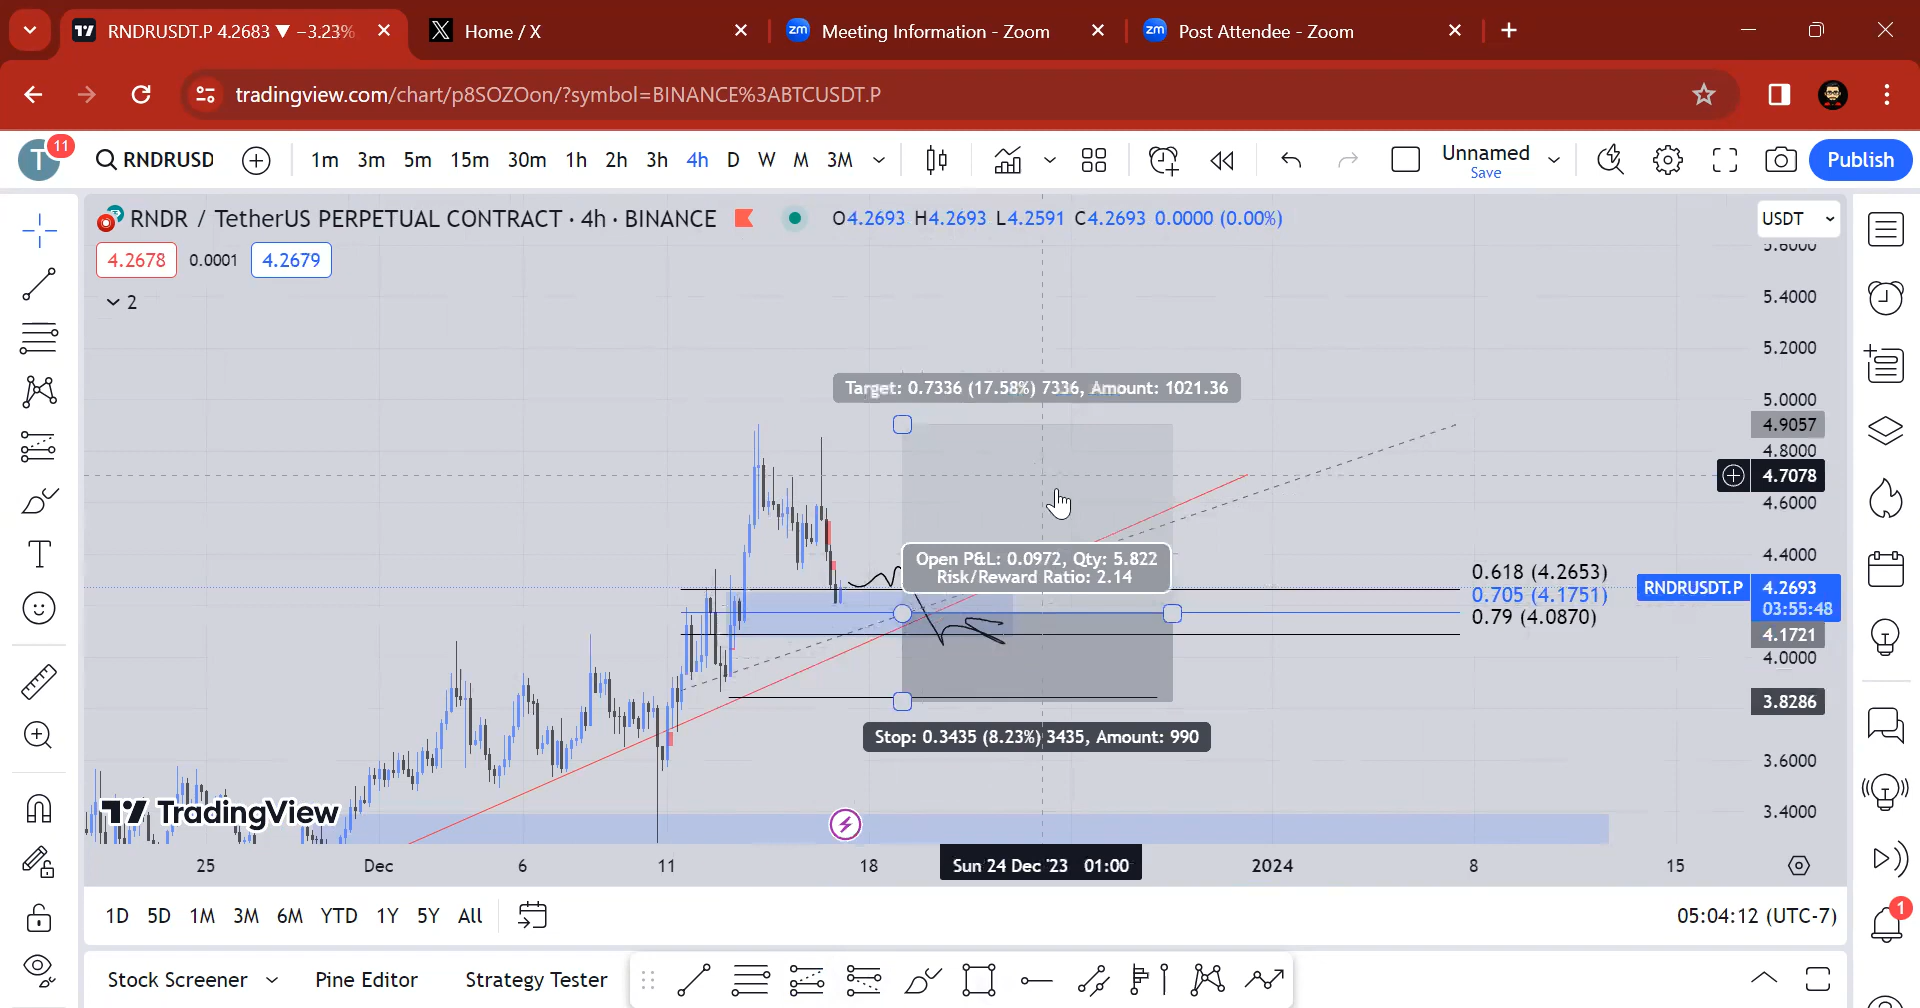 RNDRUSDT.P 4.2683 ▼ −3.23%
Home / X
zm Meeting Information - Zoom
zm Post Attendee - Zoom
tradingview.com/chart/p8SOZOon/?symbol=BINANCE%3ABTCUSDT.P
T 11
RNDRUSD
1m 3m 5m 15m 30m 1h 2h 3h 4h D W M 3M
Unnamed
Save
Publish
RNDR / TetherUS PERPETUAL CONTRACT · 4h · BINANCE
O4.2693 H4.2693 L4.2591 C4.2693 0.0000 (0.00%)
USDT
4.2678 0.0001 4.2679
2
5.6000
5.4000
5.2000
5.0000
4.9057
4.8000
4.7078
4.6000
4.4000
4.2693
03:55:48
4.1721
4.0000
3.8286
3.6000
3.4000
Target: 0.7336 (17.58%) 7336, Amount: 1021.36
Open P&L: 0.0972, Qty: 5.822
Risk/Reward Ratio: 2.14
0.618 (4.2653)
0.705 (4.1751)
0.79 (4.0870)
RNDRUSDT.P
Stop: 0.3435 (8.23%) 3435, Amount: 990
TradingView
25 Dec 6 11 18 Sun 24 Dec '23 01:00 2024 8 15
1D 5D 1M 3M 6M YTD 1Y 5Y All
05:04:12 (UTC-7)
1
Stock Screener Pine Editor Strategy Tester